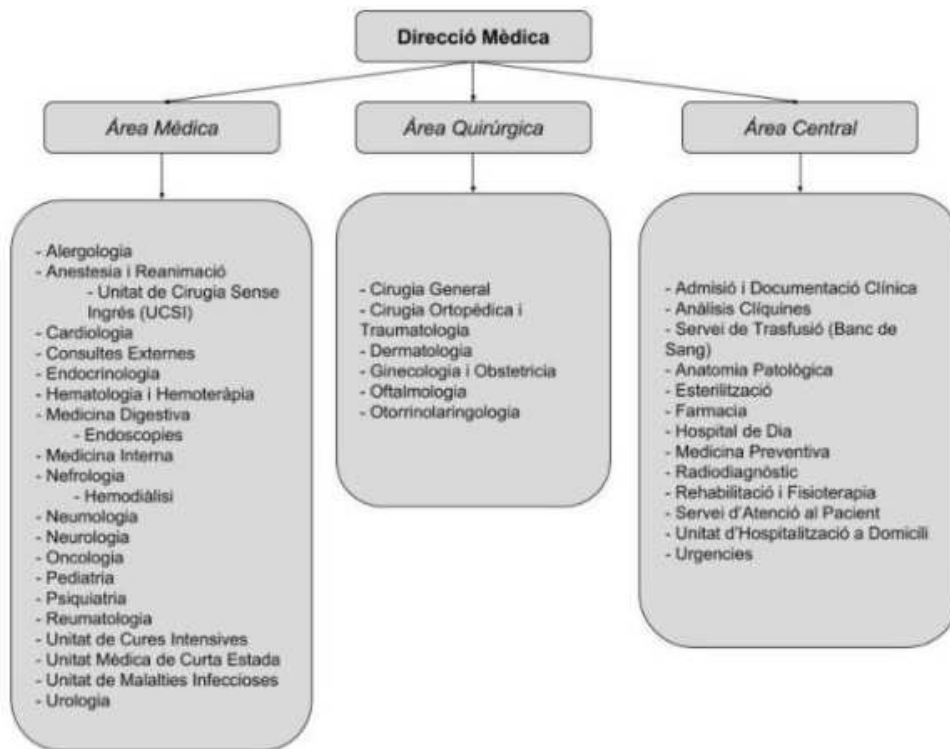 Direcció Mèdica
Área Mèdica
Área Quirúrgica
Área Central
- Alergologia
- Anestesia i Reanimació
- Unitat de Cirugia Sense
Ingrés (UCSI)
- Cardiologia
- Consultes Externes
- Endocrinologia
- Hematologia i Hemoteràpia
- Medicina Digestiva
- Endoscopies
- Medicina Interna
- Nefrologia
- Hemodiàlisi
- Neumologia
- Neurologia
- Oncologia
- Pediatria
- Psiquiatria
- Reumatologia
- Unitat de Cures Intensives
- Unitat Mèdica de Curta Estada
- Unitat de Malalties Infeccioses
- Urologia
- Cirugia General
- Cirugia Ortopèdica i
Traumatologia
- Dermatologia
- Ginecologia i Obstetricia
- Oftalmologia
- Otorrinolaringologia
- Admisió i Documentació Clínica
- Anàlisis Clíquines
- Servei de Trasfusió (Banc de
Sang)
- Anatomia Patològica
- Esterilització
- Farmacia
- Hospital de Dia
- Medicina Preventiva
- Radiodiagnòstic
- Rehabilitació i Fisioterapia
- Servei d'Atenció al Pacient
- Unitat d'Hospitalització a Domicili
- Urgencies